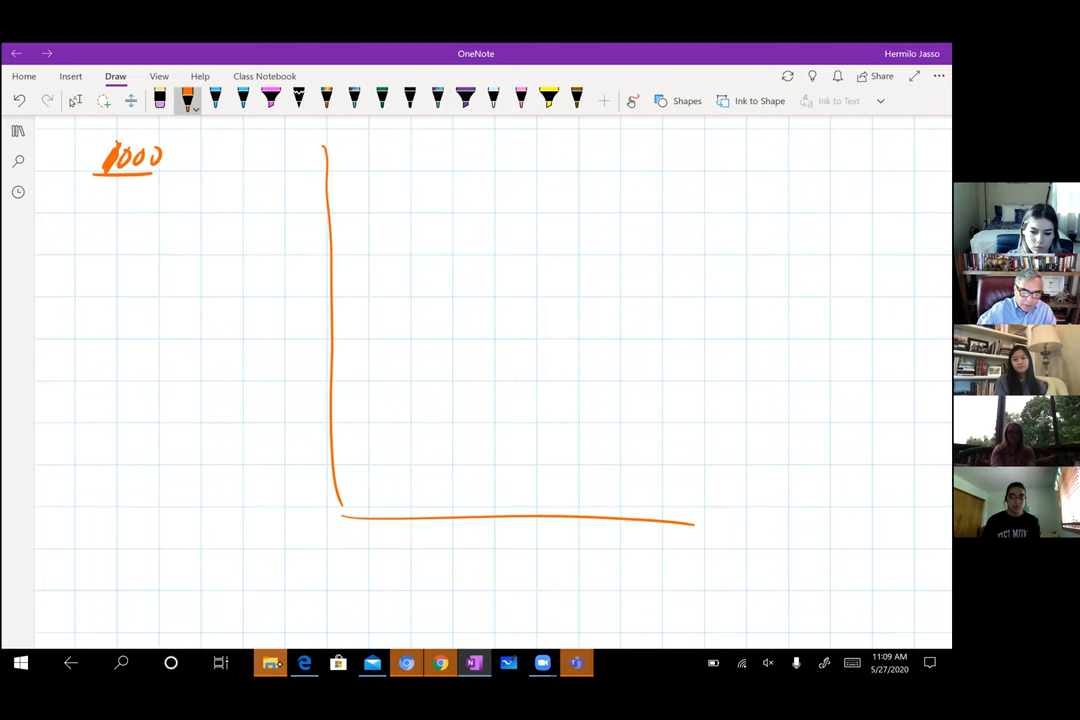 OneNote
Hermilo Jasso
Home Insert Draw View Help Class Notebook Share
Shapes Ink to Shape Ink to Text
1000
11:09 AM
5/27/2020